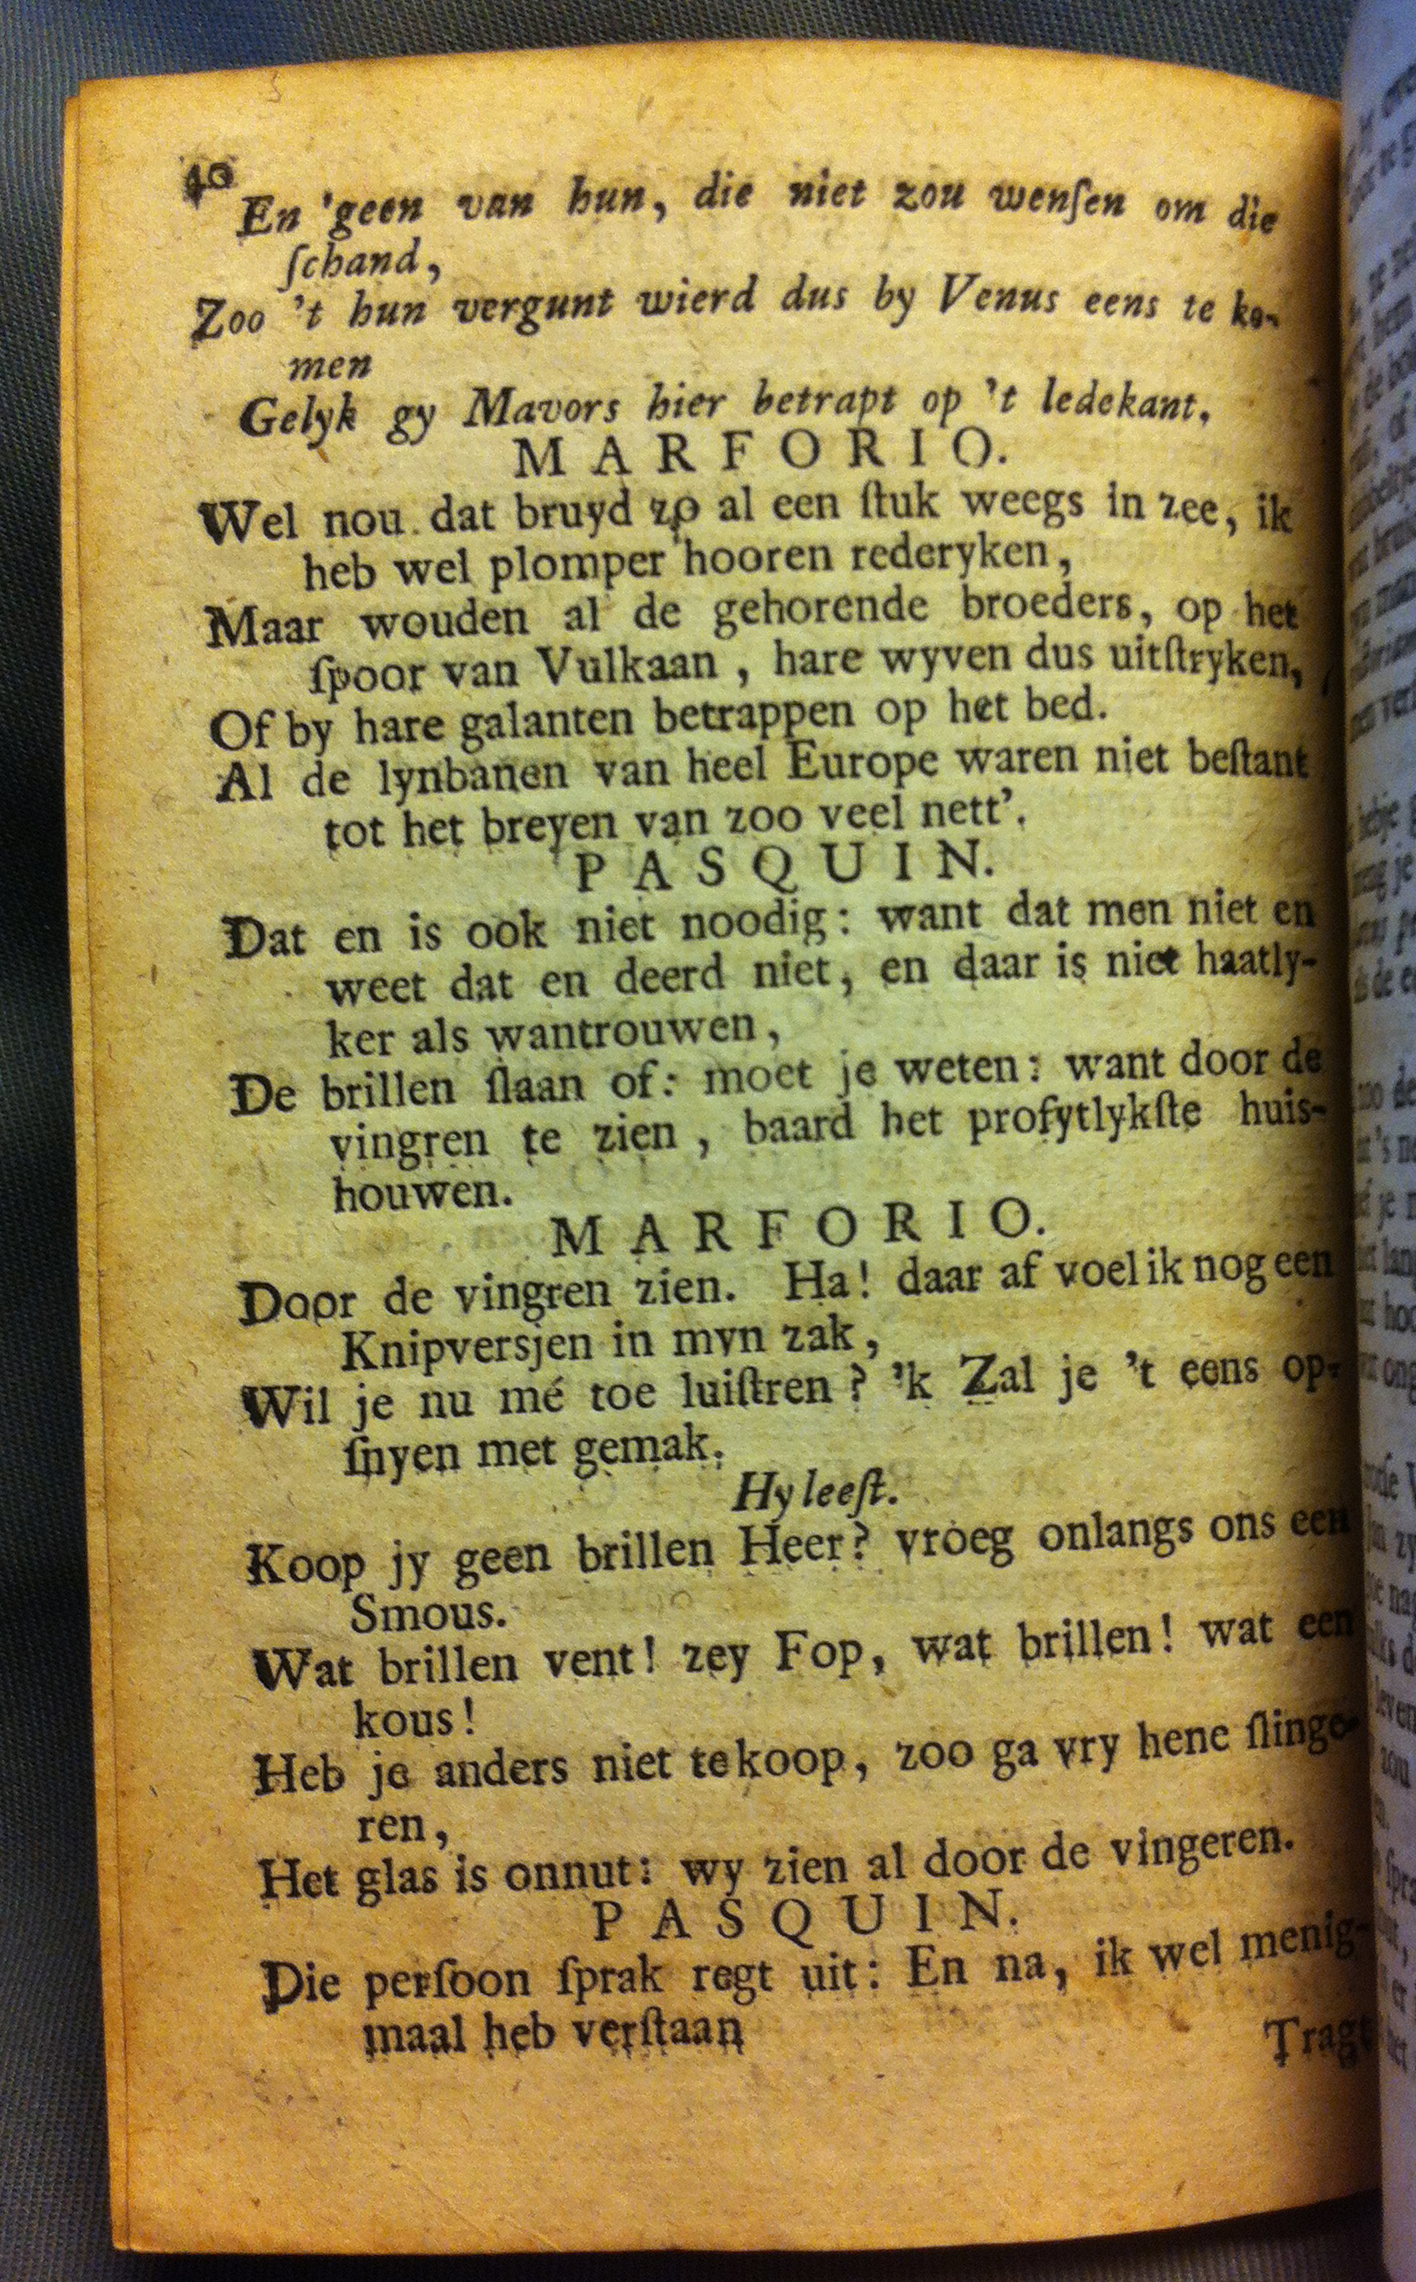 40
En 'geen van hun, die niet zou wenſen om die
ſchand,
Zoo 't hun vergunt wierd dus by Venus eens te ko-
men
Gelyk gy Mavors hier betrapt op 't ledekant.
MARFORIO.
Wel nou dat bruyd zo al een ſtuk weegs in zee, ik
heb wel plomper hooren rederyken,
Maar wouden al de gehorende broeders, op het
ſpoor van Vulkaan, hare wyven dus uitſtryken,
Of by hare galanten betrappen op het bed.
Al de lynbanen van heel Europe waren niet beſtant
tot het breyen van zoo veel nett'.
PASQUIN.
Dat en is ook niet noodig: want dat men niet en
weet dat en deerd niet, en daar is niet haatly-
ker als wantrouwen,
De brillen ſlaan of: moet je weten: want door de
vingren te zien, baard het profytlykſte huis-
houwen.
MARFORIO.
Door de vingren zien. Ha! daar af voel ik nog een
Knipversjen in myn zak,
Wil je nu mé toe luiſtren? 'k Zal je 't eens op-
ſnyen met gemak.
Hy leeſt.
Koop jy geen brillen Heer? vroeg onlangs ons een
Smous.
Wat brillen vent! zey Fop, wat brillen! wat een
kous!
Heb je anders niet te koop, zoo ga vry hene ſlinge-
ren,
Het glas is onnut: wy zien al door de vingeren.
PASQUIN.
Die perſoon ſprak regt uit: En na, ik wel menig-
maal heb verſtaan
Tragt